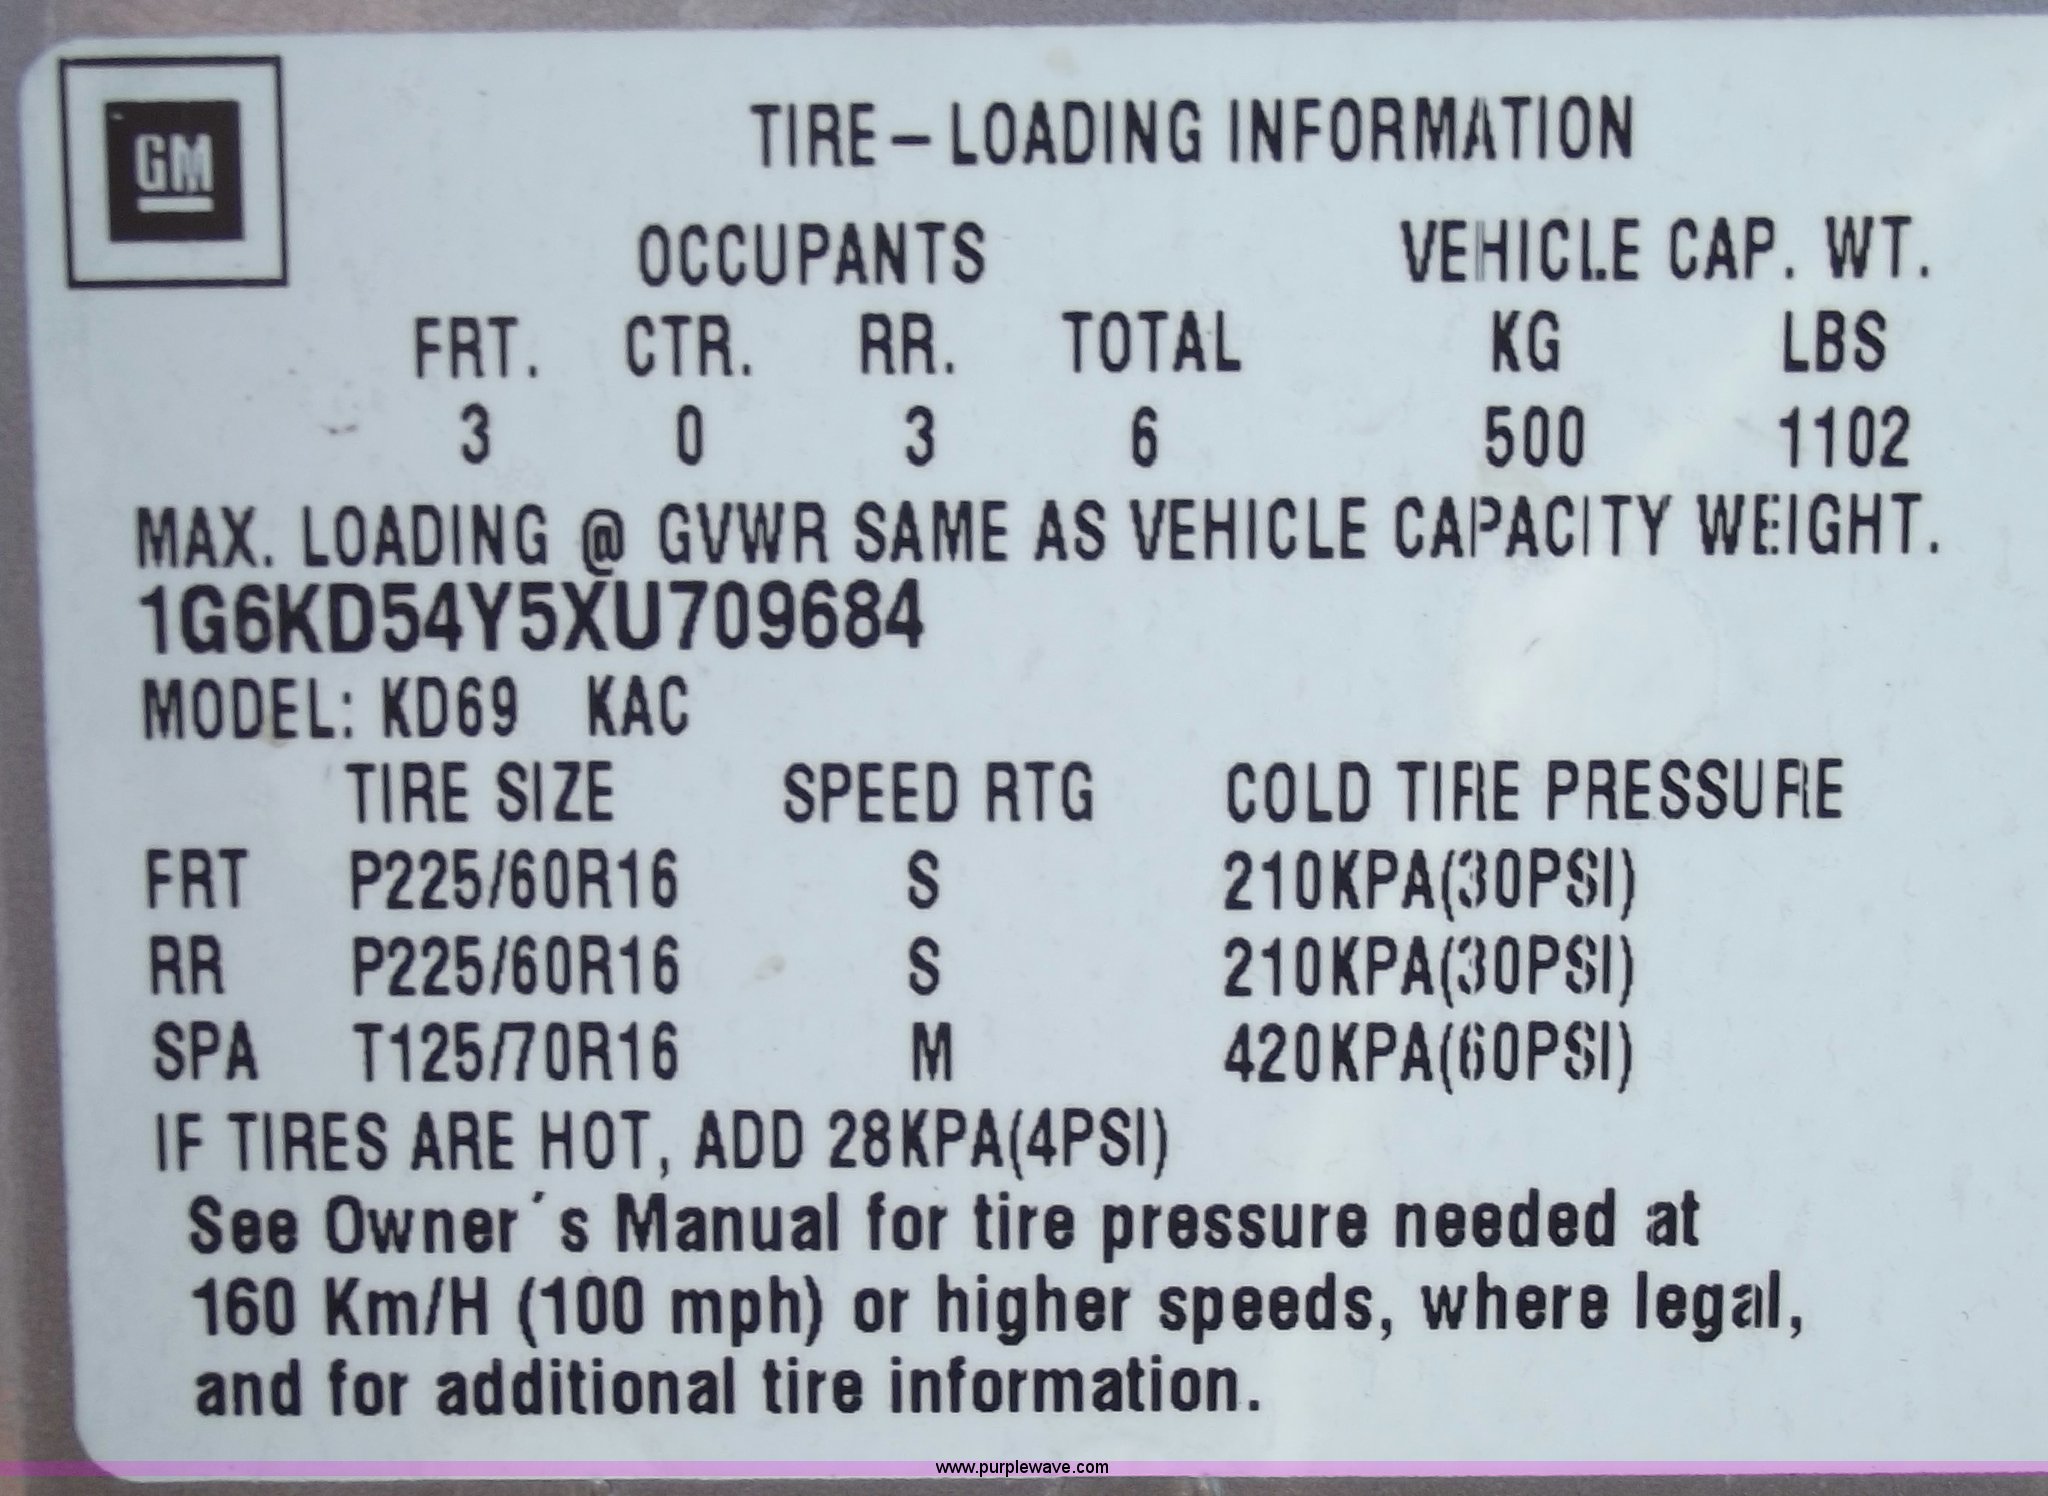 GM
TIRE – LOADING INFORMATION
OCCUPANTS VEHICLE CAP. WT.
FRT. CTR. RR. TOTAL KG LBS
3 0 3 6 500 1102
MAX. LOADING @ GVWR SAME AS VEHICLE CAPACITY WEIGHT.
1G6KD54Y5XU709684
MODEL: KD69 KAC
TIRE SIZE SPEED RTG COLD TIRE PRESSURE
FRT P225/60R16 S 210KPA(30PSI)
RR P225/60R16 S 210KPA(30PSI)
SPA T125/70R16 M 420KPA(60PSI)
IF TIRES ARE HOT, ADD 28KPA(4PSI)
See Owner´s Manual for tire pressure needed at
160 Km/H (100 mph) or higher speeds, where legal,
and for additional tire information.
www.purplewave.com